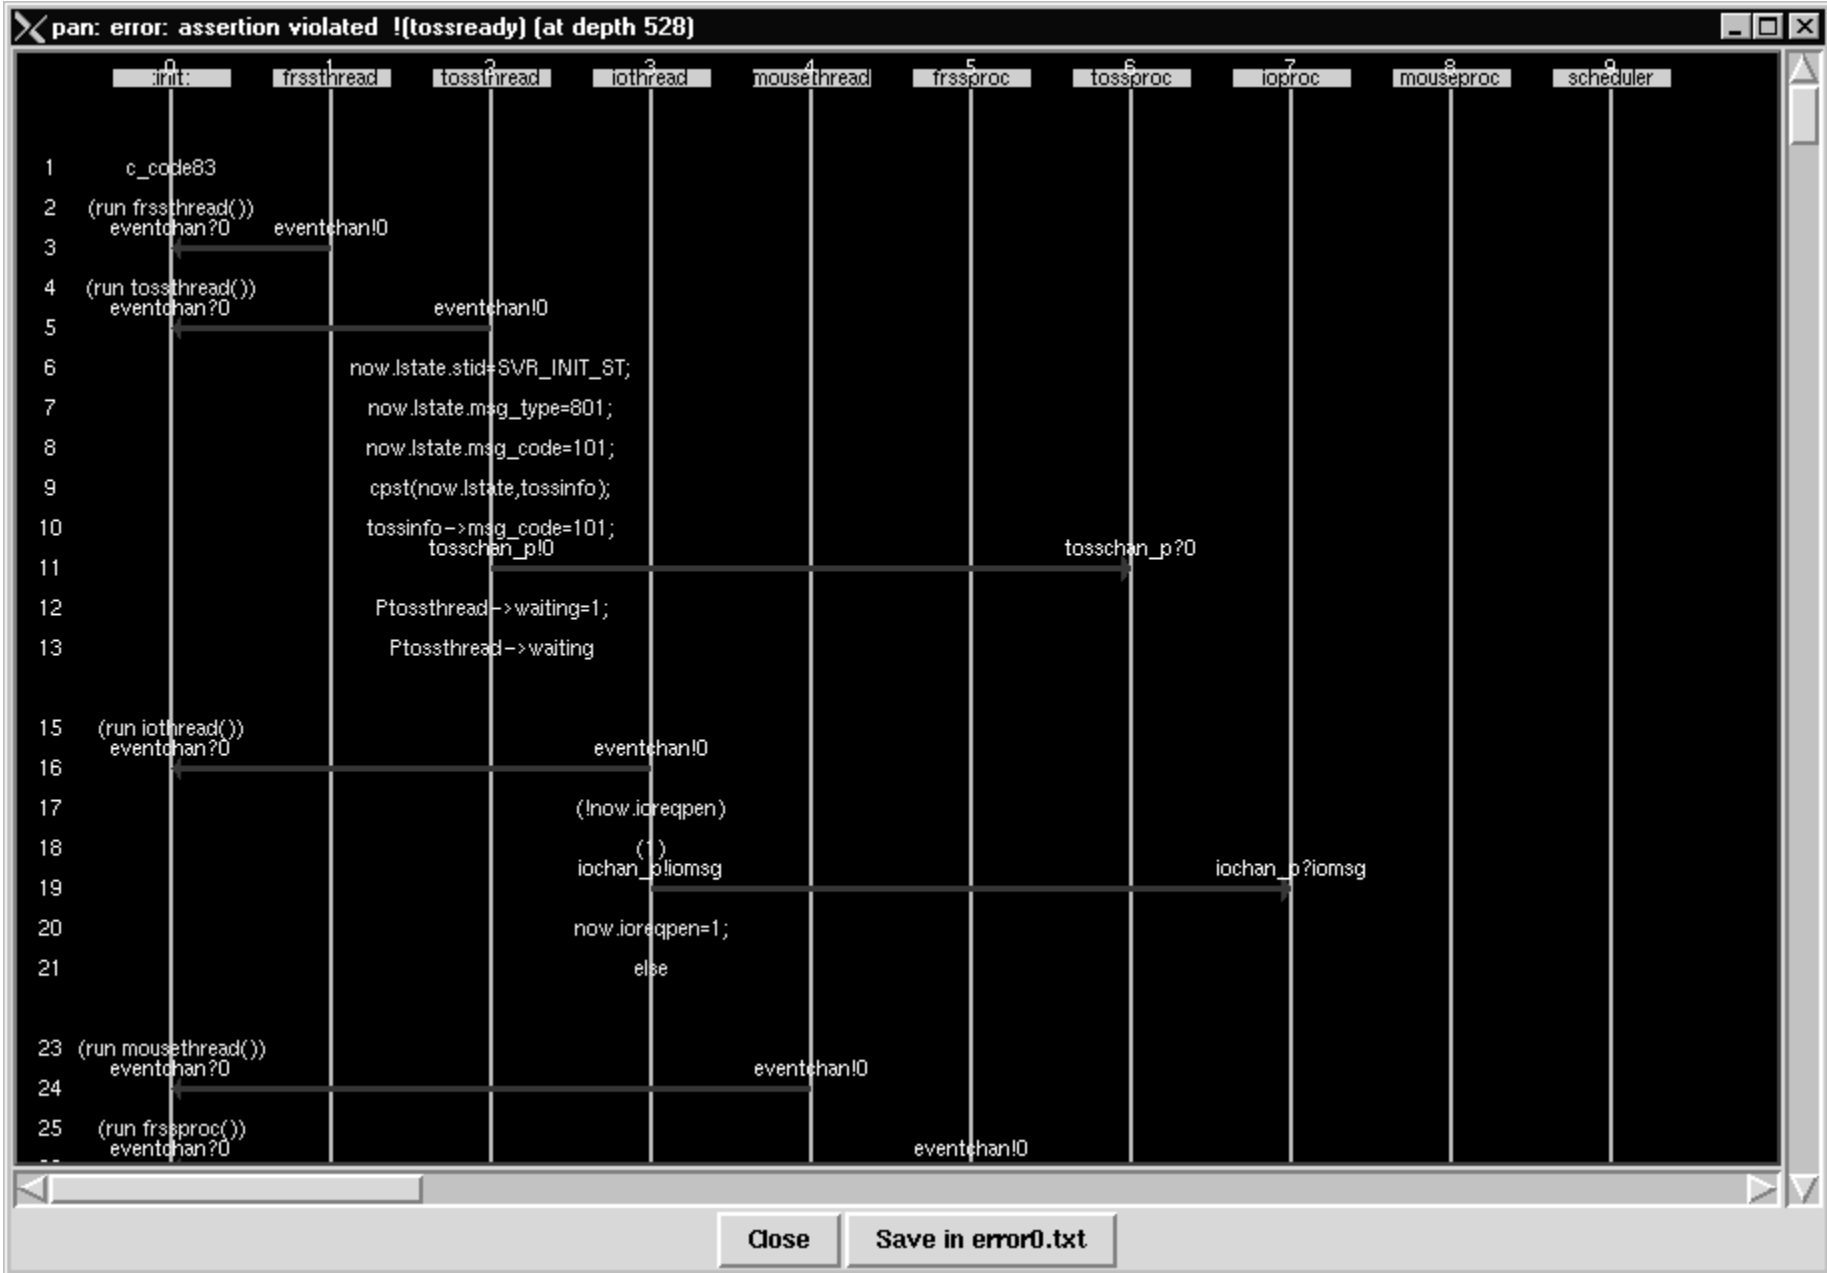 pan: error: assertion violated !(tossready) (at depth 528)
0 1 2 3 4 5 6 7 8 9
:init: frssthread tossthread iothread mousethread frssproc tossproc ioproc mouseproc scheduler
1 c_code83
2 (run frssthread())
eventchan?0 eventchan!0
3
4 (run tossthread())
eventchan?0 eventchan!0
5
6 now.lstate.stid=SVR_INIT_ST;
7 now.lstate.msg_type=801;
8 now.lstate.msg_code=101;
9 cpst(now.lstate,tossinfo);
10 tossinfo->msg_code=101;
tosschan_p!0 tosschan_p?0
11
12 Ptossthread->waiting=1;
13 Ptossthread->waiting
15 (run iothread())
eventchan?0 eventchan!0
16
17 (!now.ioreqpen)
18 (1)
iochan_p!iomsg iochan_p?iomsg
19
20 now.ioreqpen=1;
21 else
23 (run mousethread())
eventchan?0 eventchan!0
24
25 (run frssproc())
eventchan?0 eventchan!0
Close Save in error0.txt